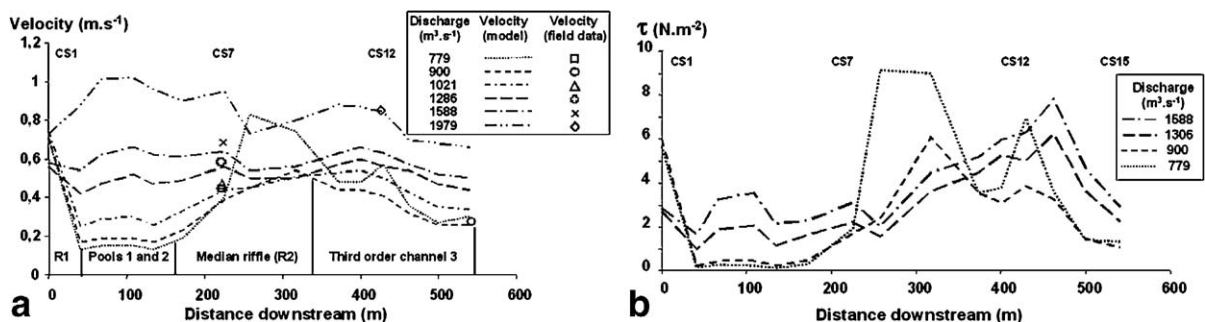 Velocity (m.s-1)
1,2
1
0,8
0,6
0,4
0,2
0
CS1
CS7
CS12
Discharge (m3.s-1)
Velocity (model)
Velocity (field data)
779
900
1021
1286
1588
1979
R1
Pools 1 and 2
Median riffle (R2)
Third order channel 3
0
100
200
300
400
500
600
Distance downstream (m)
a
τ (N.m-2)
10
8
6
4
2
0
CS1
CS7
CS12
CS15
Discharge (m3.s-1)
1588
1306
900
779
0
100
200
300
400
500
600
Distance downstream (m)
b